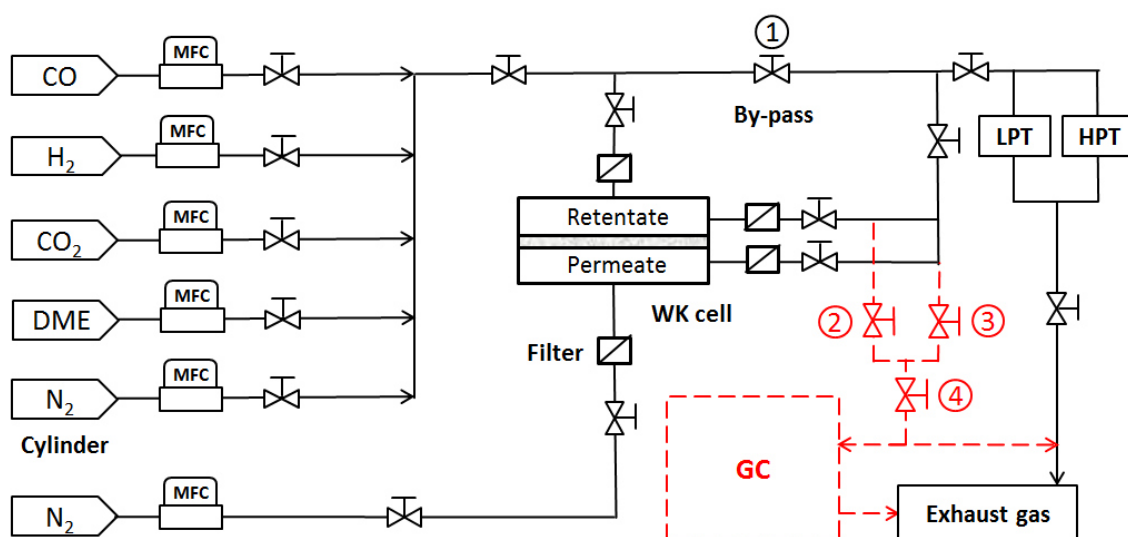 ①
MFC
CO
By-pass
MFC
H₂
LPT
HPT
MFC
CO₂
Retentate
Permeate
WK cell
MFC
DME
②
③
Filter
MFC
N₂
④
Cylinder
GC
MFC
N₂
Exhaust gas